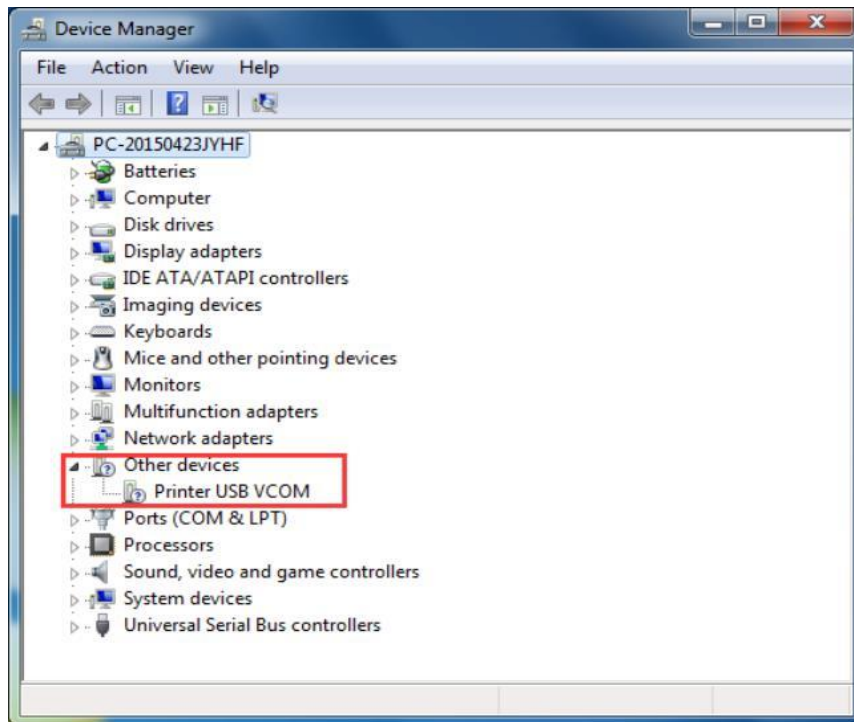 Device Manager
File Action View Help
PC-20150423JYHF
Batteries
Computer
Disk drives
Display adapters
IDE ATA/ATAPI controllers
Imaging devices
Keyboards
Mice and other pointing devices
Monitors
Multifunction adapters
Network adapters
Other devices
Printer USB VCOM
Ports (COM & LPT)
Processors
Sound, video and game controllers
System devices
Universal Serial Bus controllers